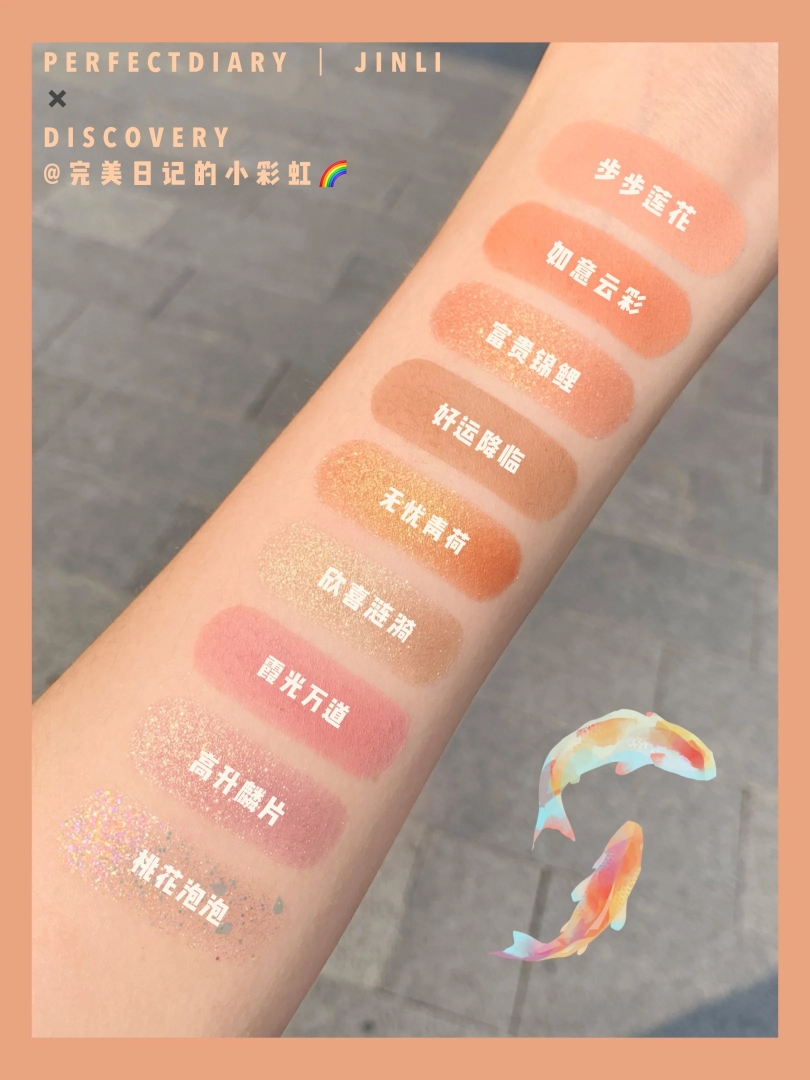 PERFECTDIARY | JINLI
✖
DISCOVERY
@完美日记的小彩虹🌈
步步莲花
如意云彩
富贵锦鲤
好运降临
无忧青荷
欣喜涟漪
霞光万道
高升麟片
桃花泡泡